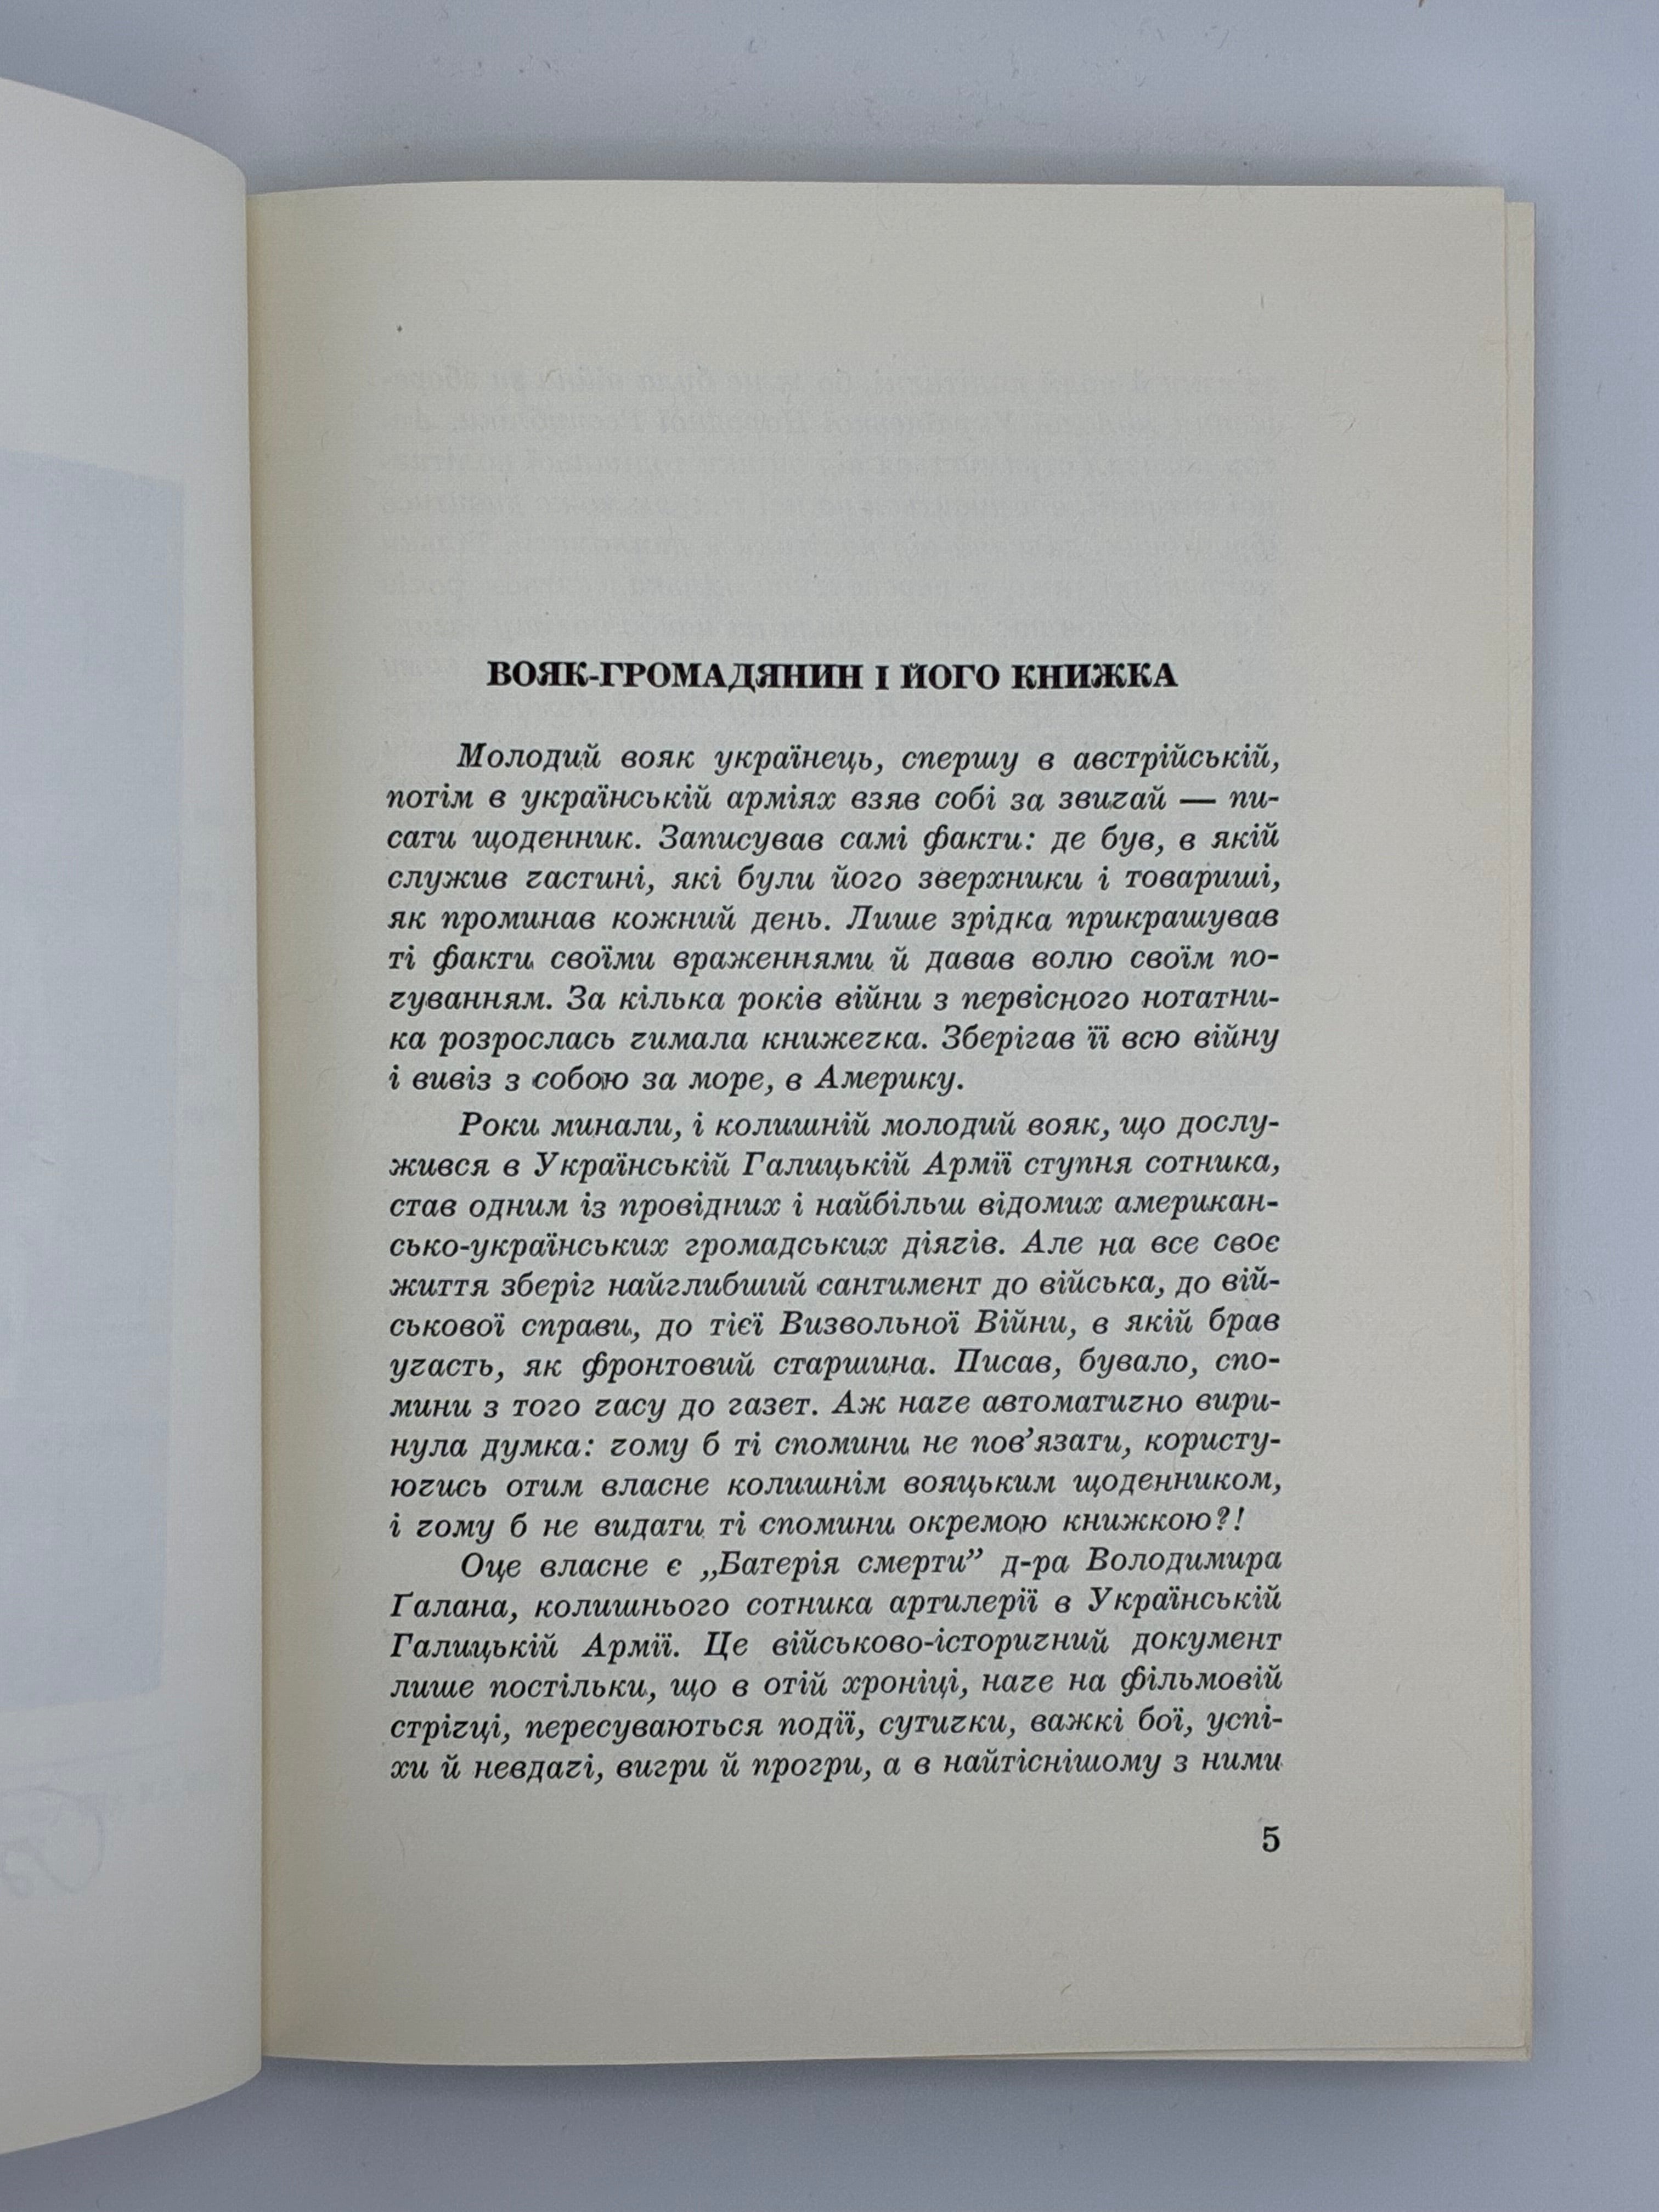 ВОЯК-ГРОМАДЯНИН І ЙОГО КНИЖКА
Молодий вояк українець, спершу в австрійській,
потім в українській арміях взяв собі за звичай — пи-
сати щоденник. Записував самі факти: де був, в якій
служив частині, які були його зверхники і товариші,
як проминав кожний день. Лише зрідка прикрашував
ті факти своїми враженнями й давав волю своїм по-
чуванням. За кілька років війни з первісного нотатни-
ка розрослась чимала книжечка. Зберігав її всю війну
і вивіз з собою за море, в Америку.
Роки минали, і колишній молодий вояк, що дослу-
жився в Українській Галицькій Армії ступня сотника,
став одним із провідних і найбільш відомих американ-
сько-українських громадських діячів. Але на все своє
життя зберіг найглибший сантимент до війська, до вій-
ськової справи, до тієї Визвольної Війни, в якій брав
участь, як фронтовий старшина. Писав, бувало, спо-
мини з того часу до газет. Аж наче автоматично вири-
нула думка: чому б ті спомини не пов’язати, користу-
ючись отим власне колишнім вояцьким щоденником,
і чому б не видати ті спомини окремою книжкою?!
Оце власне є „Батерія смерти” д-ра Володимира
Ґалана, колишнього сотника артилерії в Українській
Галицькій Армії. Це військово-історичний документ
лише постільки, що в отій хроніці, наче на фільмовій
стрічці, пересуваються події, сутички, важкі бої, успі-
хи й невдачі, вигри й прогри, а в найтіснішому з ними
5